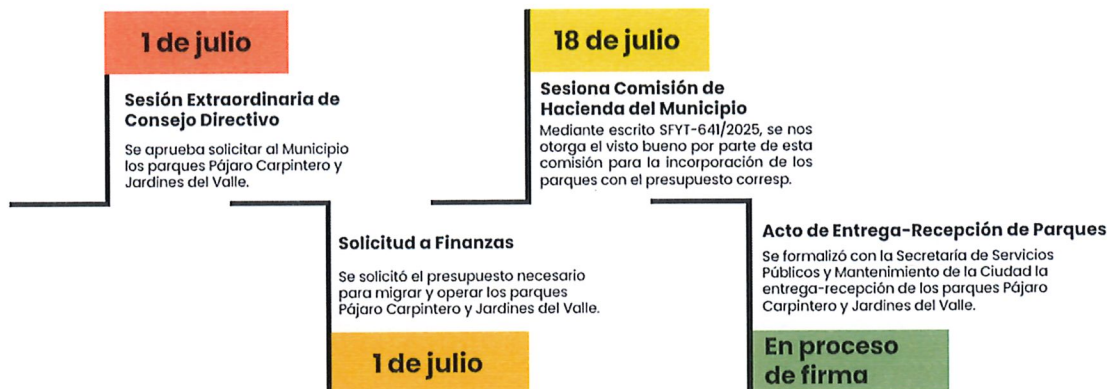 1 de julio
Sesión Extraordinaria de
Consejo Directivo
Se aprueba solicitar al Municipio
los parques Pájaro Carpintero y
Jardines del Valle.
Solicitud a Finanzas
Se solicitó el presupuesto necesario
para migrar y operar los parques
Pájaro Carpintero y Jardines del Valle.
1 de julio
18 de julio
Sesiona Comisión de
Hacienda del Municipio
Mediante escrito SFYT-641/2025, se nos
otorga el visto bueno por parte de esta
comisión para la incorporación de los
parques con el presupuesto corresp.
Acto de Entrega-Recepción de Parques
Se formalizó con la Secretaría de Servicios
Públicos y Mantenimiento de la Ciudad la
entrega-recepción de los parques Pájaro
Carpintero y Jardines del Valle.
En proceso
de firma